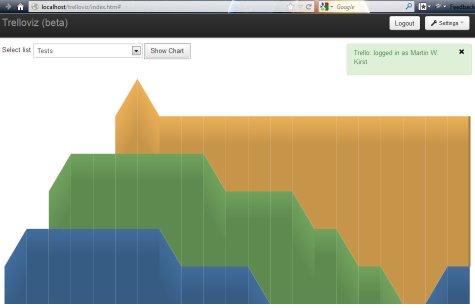 localhost/trelloviz/index.htm#
Google
Feedback
Trelloviz (beta)
Logout
Settings
Select list
Tests
Show Chart
Trello: logged in as Martin W.
Kirst